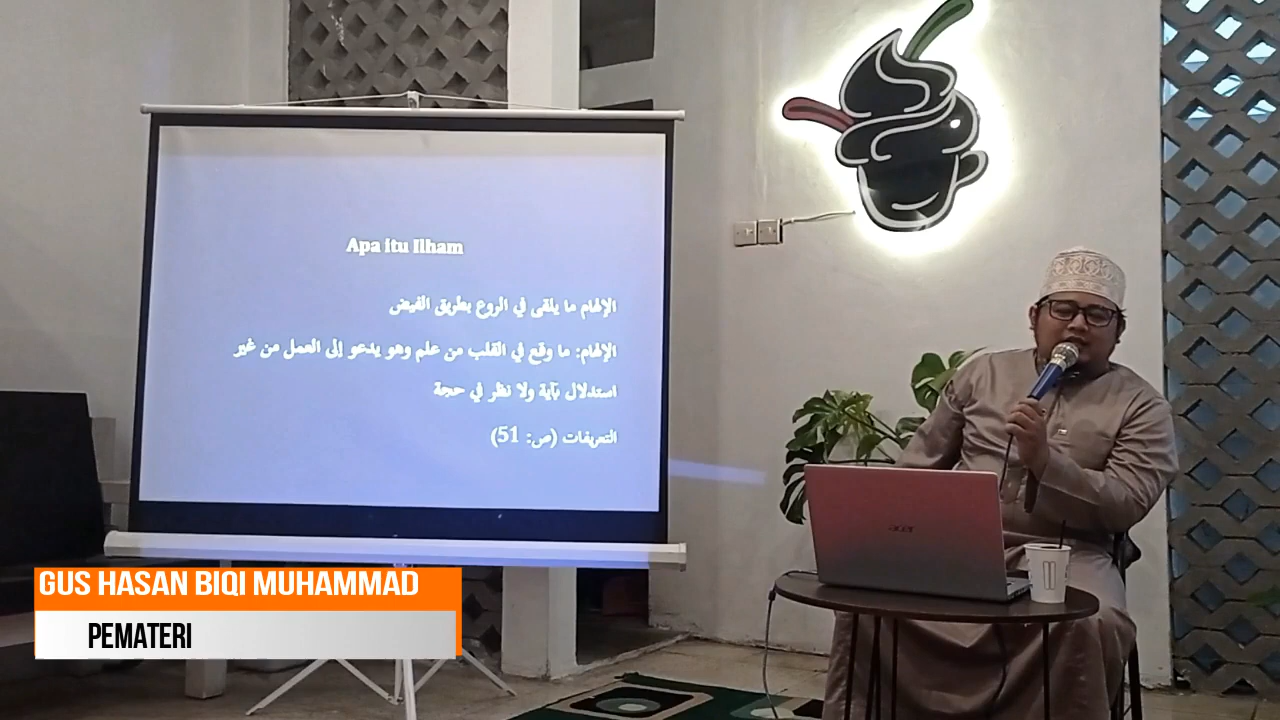 Apa itu Ilham
الإلهام ما يلقى في الروع بطريق الفيض
الإلهام: ما وقع في القلب من علم وهو يدعو إلى العمل من غير
استدلال بآية ولا نظر في حجة
التعريفات (ص: 51)
acer
GUS HASAN BIQI MUHAMMAD
PEMATERI